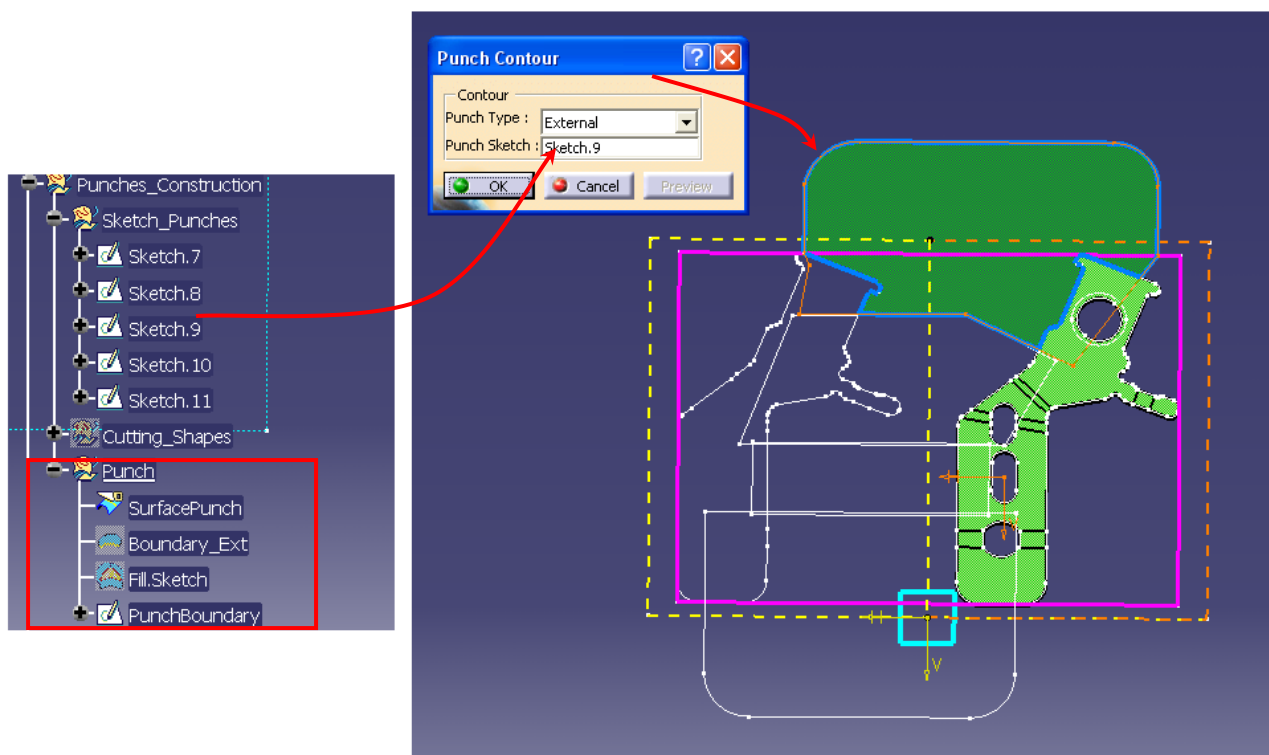 Punches_Construction
Sketch_Punches
Sketch.7
Sketch.8
Sketch.9
Sketch.10
Sketch.11
Cutting_Shapes
Punch
SurfacePunch
Boundary_Ext
Fill.Sketch
PunchBoundary
Punch Contour
Contour
Punch Type : External
Punch Sketch : Sketch.9
OK Cancel Preview
V